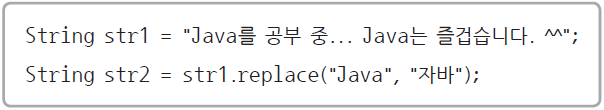 String str1 = "Java를 공부 중... Java는 즐겁습니다. ^^";
String str2 = str1.replace("Java", "자바");